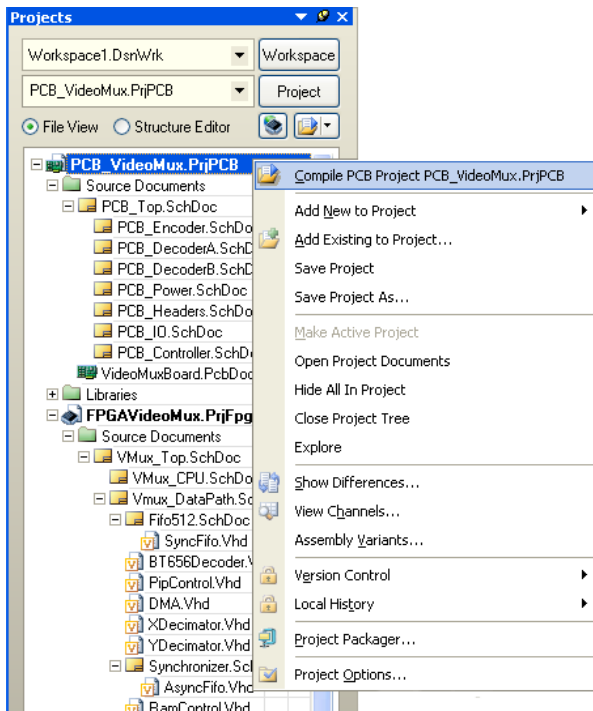 Projects
Workspace1.DsnWrk
Workspace
PCB_VideoMux.PrjPCB
Project
File View
Structure Editor
PCB_VideoMux.PrjPCB
Source Documents
PCB_Top.SchDoc
PCB_Encoder.SchDo
PCB_DecoderA.SchD
PCB_DecoderB.SchD
PCB_Power.SchDoc
PCB_Headers.SchDo
PCB_IO.SchDoc
PCB_Controller.SchD
VideoMuxBoard.PcbDoc
Libraries
FPGAVideoMux.PrjFpg
Source Documents
VMux_Top.SchDoc
VMux_CPU.SchDo
Vmux_DataPath.Sc
Fifo512.SchDoc
SyncFifo.Vhd
BT656Decoder.V
PipControl.Vhd
DMA.Vhd
XDecimator.Vhd
YDecimator.Vhd
Synchronizer.Scl
AsyncFifo.Vhd
RamControl.Vhd
Compile PCB Project PCB_VideoMux.PrjPCB
Add New to Project
Add Existing to Project...
Save Project
Save Project As...
Make Active Project
Open Project Documents
Hide All In Project
Close Project Tree
Explore
Show Differences...
View Channels...
Assembly Variants...
Version Control
Local History
Project Packager...
Project Options...